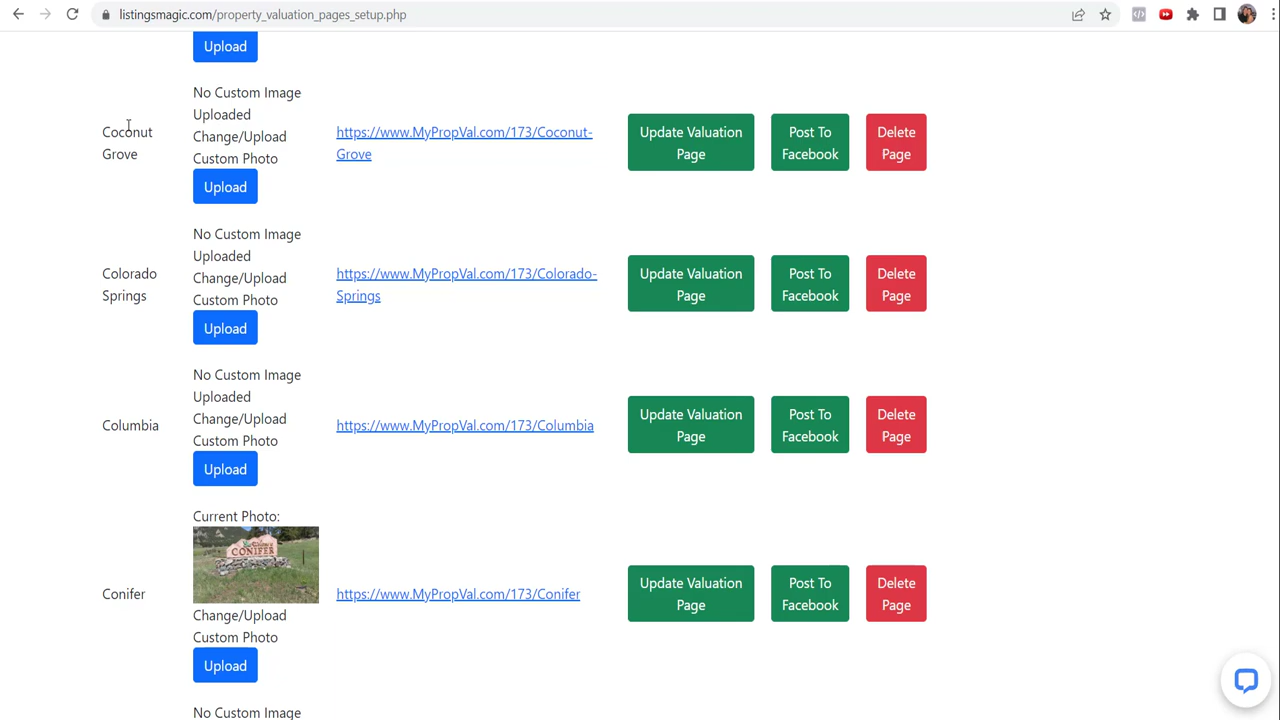 listingsmagic.com/property_valuation_pages_setup.php
Upload
Coconut
Grove
No Custom Image
Uploaded
Change/Upload
Custom Photo
Upload
https://www.MyPropVal.com/173/Coconut-
Grove
Update Valuation
Page
Post To
Facebook
Delete
Page
Colorado
Springs
No Custom Image
Uploaded
Change/Upload
Custom Photo
Upload
https://www.MyPropVal.com/173/Colorado-
Springs
Update Valuation
Page
Post To
Facebook
Delete
Page
Columbia
No Custom Image
Uploaded
Change/Upload
Custom Photo
Upload
https://www.MyPropVal.com/173/Columbia
Update Valuation
Page
Post To
Facebook
Delete
Page
Conifer
Current Photo:
CONIFER
Change/Upload
Custom Photo
Upload
https://www.MyPropVal.com/173/Conifer
Update Valuation
Page
Post To
Facebook
Delete
Page
No Custom Image